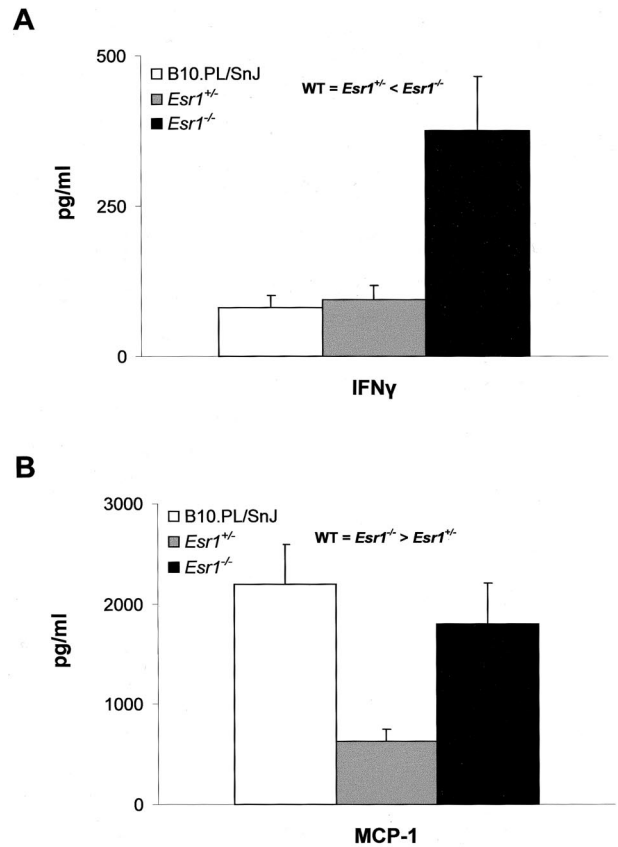 A
500
B10.PL/SnJ
WT = Esr1+/- < Esr1-/-
Esr1+/-
Esr1-/-
pg/ml
250
0
IFNγ
B
3000
B10.PL/SnJ
WT = Esr1-/- > Esr1+/-
Esr1+/-
Esr1-/-
2000
pg/ml
1000
0
MCP-1